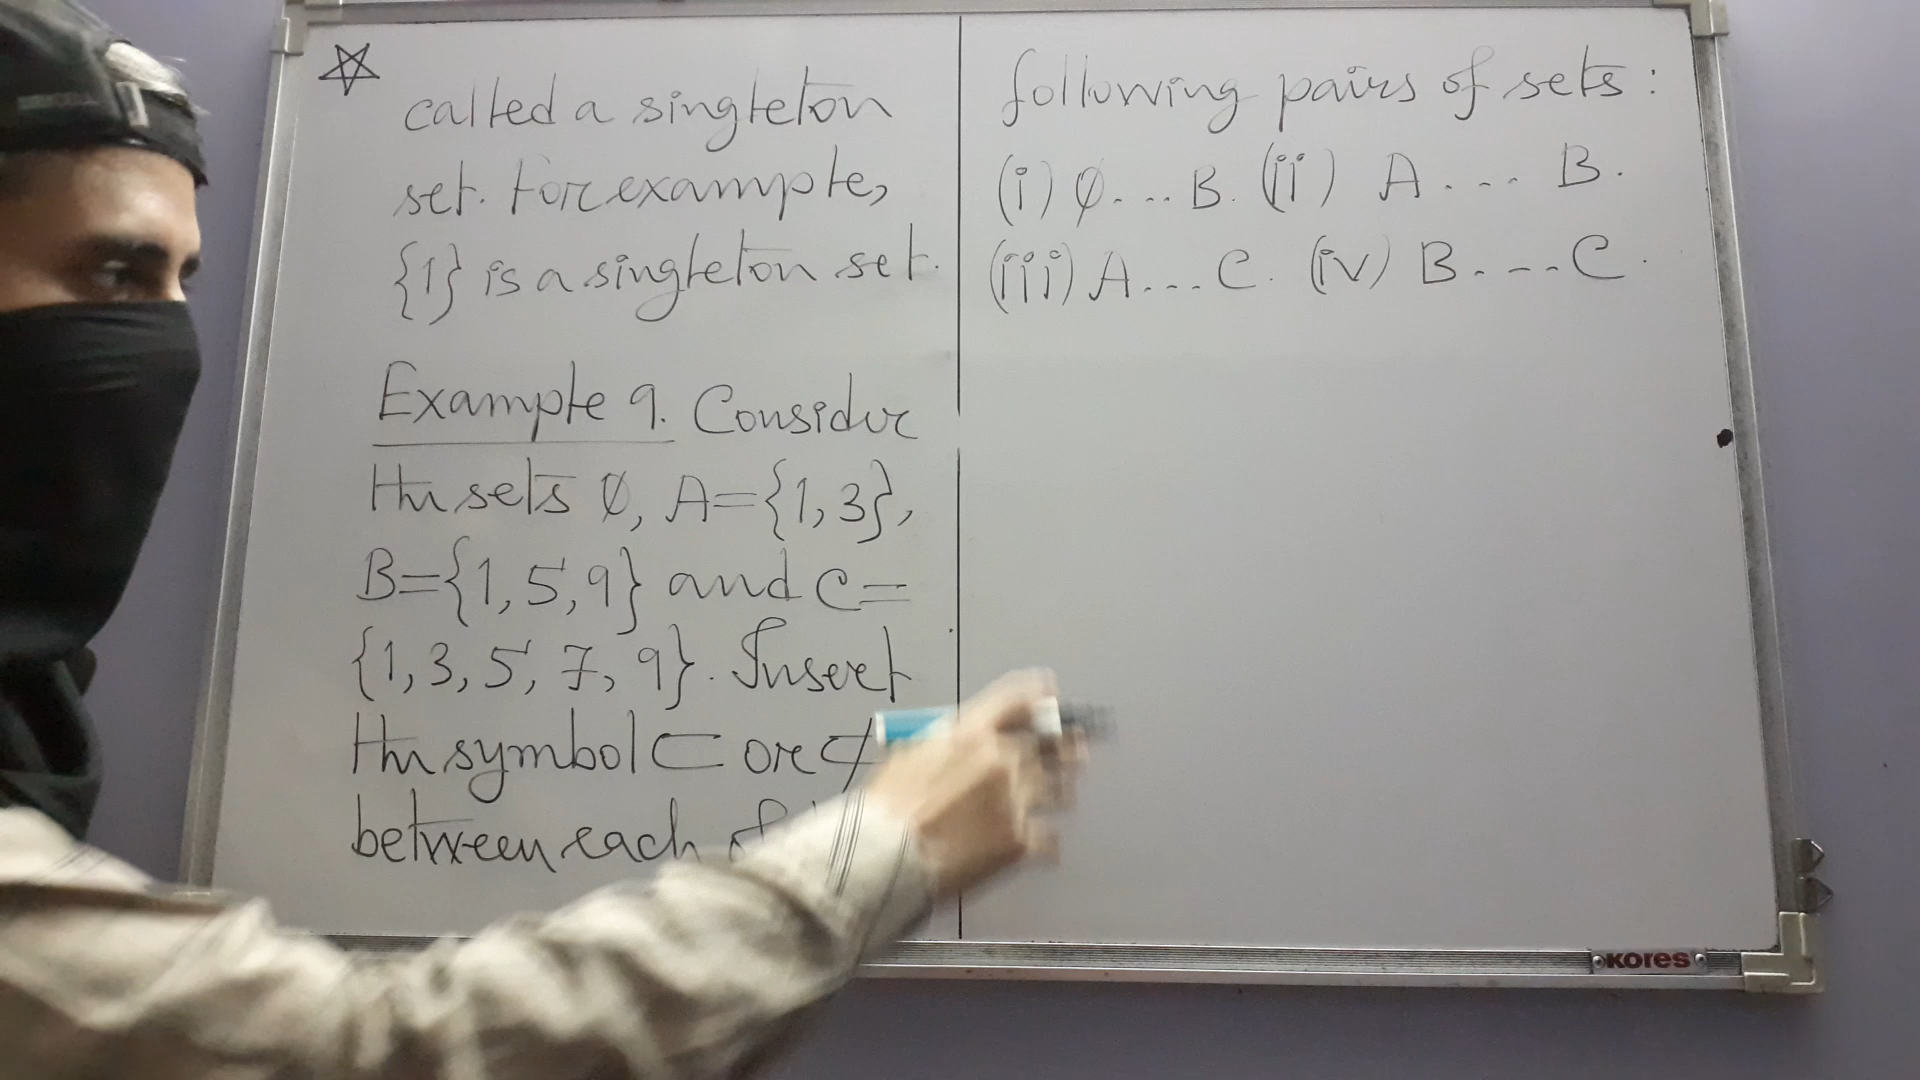 called a singleton
set. For example,
{1} is a singleton set.
Example 9. Consider
the sets ∅, A={1,3},
B={1,5,9} and C=
{1,3,5,7,9}. Insert
the symbol ⊂ or ⊄
between each of
following pairs of sets:
(i) ∅... B. (ii) A.... B.
(iii) A.... C. (iv) B....C.
KORES